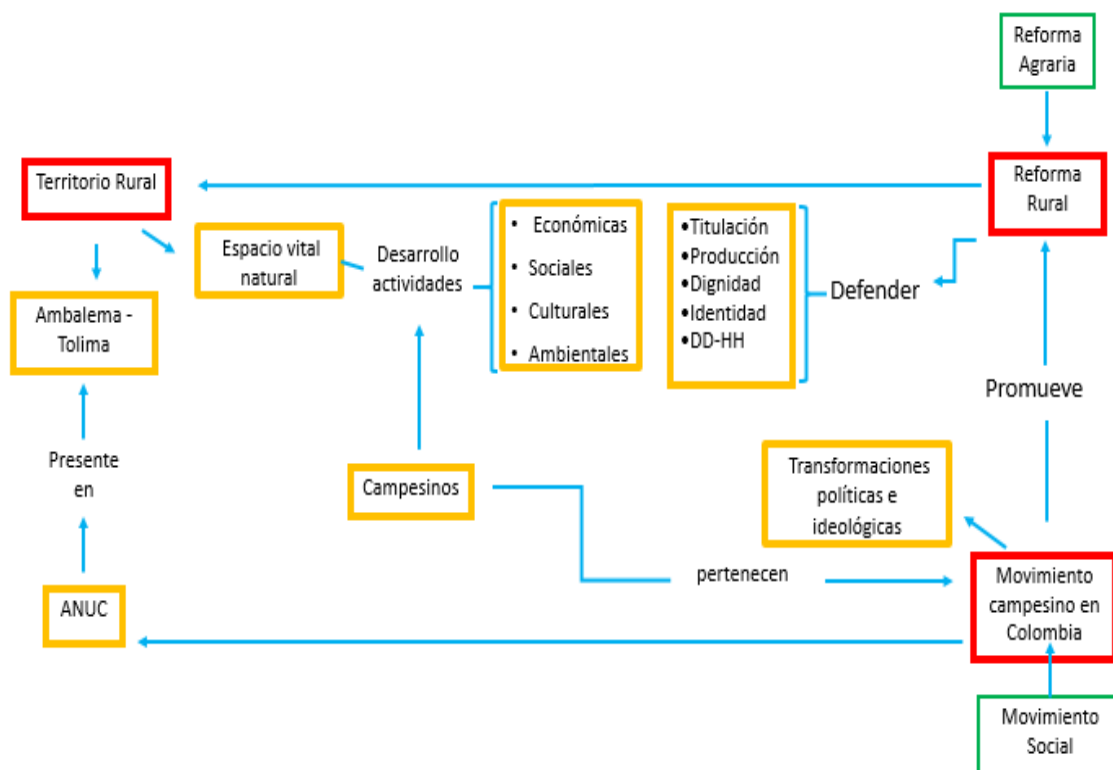 Reforma
Agraria
Territorio Rural
Reforma
Rural
Espacio vital
natural
Desarrollo
actividades
• Económicas
• Sociales
• Culturales
• Ambientales
•Titulación
•Producción
•Dignidad
•Identidad
•DD-HH
Defender
Ambalema -
Tolima
Promueve
Presente
en
Campesinos
Transformaciones
políticas e
ideológicas
ANUC
pertenecen
Movimiento
campesino en
Colombia
Movimiento
Social